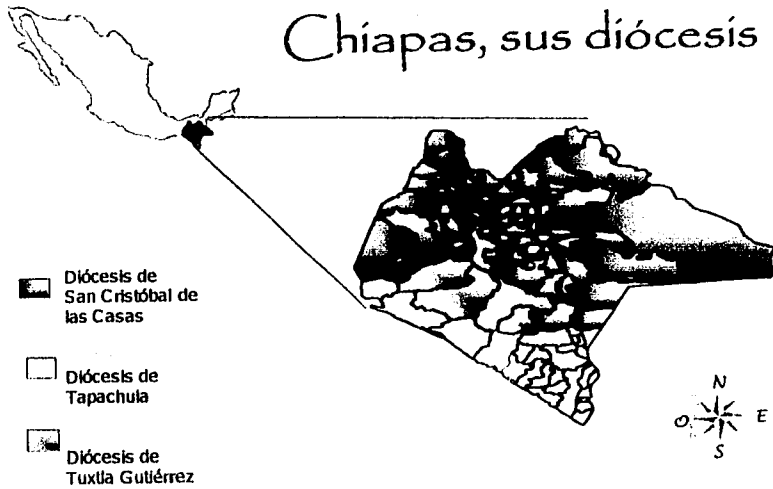 Chiapas, sus diócesis
Diócesis de
San Cristóbal de
las Casas
Diócesis de
Tapachula
Diócesis de
Tuxtla Gutiérrez
N
O E
S